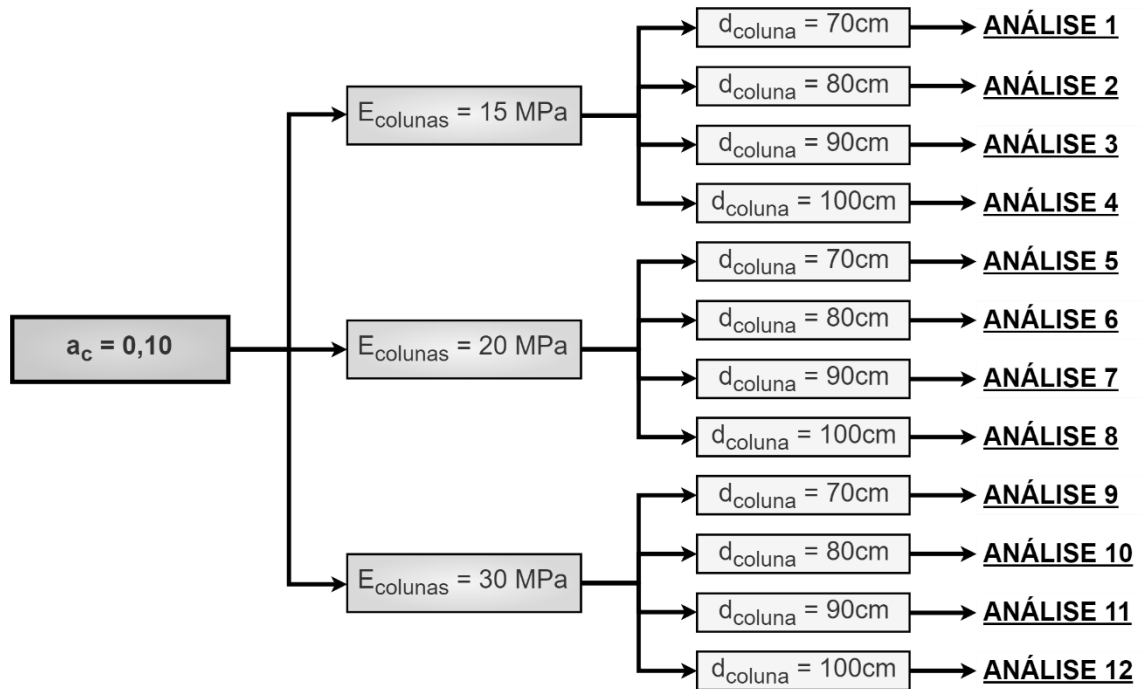 d_coluna = 70cm ANÁLISE 1
d_coluna = 80cm ANÁLISE 2
E_colunas = 15 MPa
d_coluna = 90cm ANÁLISE 3
d_coluna = 100cm ANÁLISE 4
d_coluna = 70cm ANÁLISE 5
d_coluna = 80cm ANÁLISE 6
a_c = 0,10 E_colunas = 20 MPa
d_coluna = 90cm ANÁLISE 7
d_coluna = 100cm ANÁLISE 8
d_coluna = 70cm ANÁLISE 9
d_coluna = 80cm ANÁLISE 10
E_colunas = 30 MPa
d_coluna = 90cm ANÁLISE 11
d_coluna = 100cm ANÁLISE 12